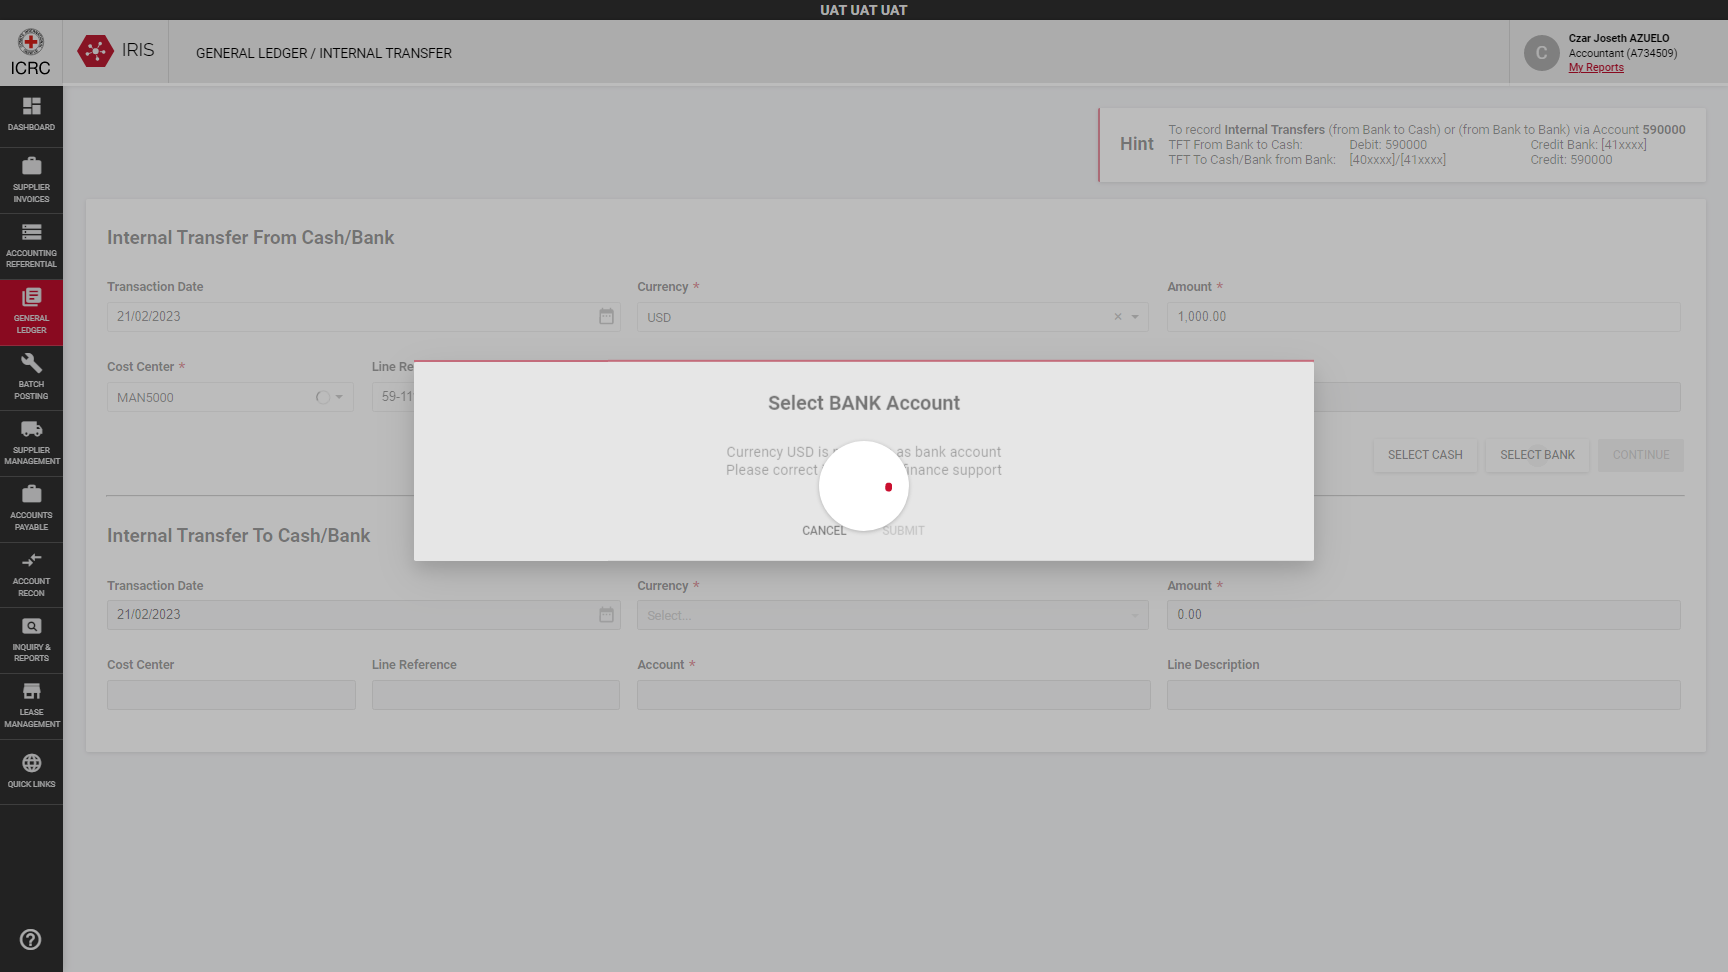 UAT UAT UAT
ICRC
IRIS
GENERAL LEDGER / INTERNAL TRANSFER
C
Czar Joseth AZUELO
Accountant (A734509)
My Reports
DASHBOARD
SUPPLIER
INVOICES
ACCOUNTING
REFERENTIAL
GENERAL
LEDGER
BATCH
POSTING
SUPPLIER
MANAGEMENT
ACCOUNTS
PAYABLE
ACCOUNT
RECON
INQUIRY &
REPORTS
LEASE
MANAGEMENT
QUICK LINKS
Hint
To record Internal Transfers (from Bank to Cash) or (from Bank to Bank) via Account 590000
TFT From Bank to Cash: Debit: 590000 Credit Bank: [41xxxx]
TFT To Cash/Bank from Bank: [40xxxx]/[41xxxx] Credit: 590000
Internal Transfer From Cash/Bank
Transaction Date Currency * Amount *
21/02/2023 USD 1,000.00
Cost Center * Line Re
MAN5000 59-11
Select BANK Account
Currency USD is as bank account
Please correct finance support
CANCEL SUBMIT
SELECT CASH SELECT BANK CONTINUE
Internal Transfer To Cash/Bank
Transaction Date Currency * Amount *
21/02/2023 Select... 0.00
Cost Center Line Reference Account * Line Description